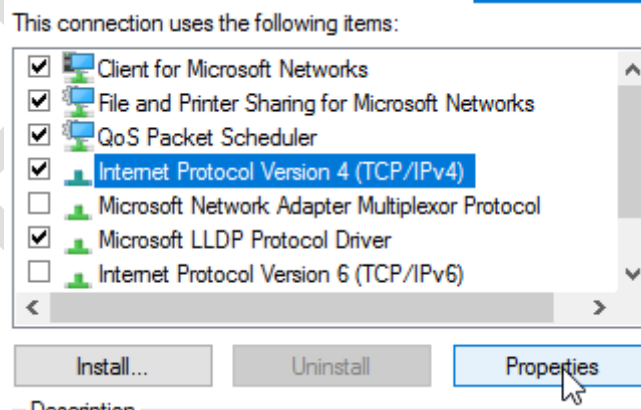 This connection uses the following items:
Client for Microsoft Networks
File and Printer Sharing for Microsoft Networks
QoS Packet Scheduler
Internet Protocol Version 4 (TCP/IPv4)
Microsoft Network Adapter Multiplexor Protocol
Microsoft LLDP Protocol Driver
Internet Protocol Version 6 (TCP/IPv6)
Install... Uninstall Properties
Description